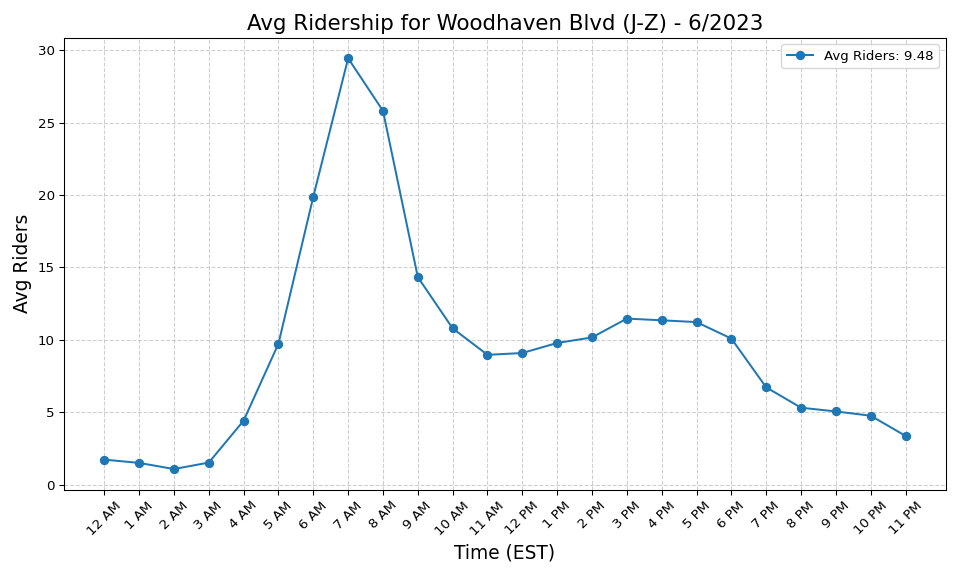 Avg Ridership for Woodhaven Blvd (J-Z) - 6/2023
Avg Riders: 9.48
30
25
20
15
10
5
0
Avg Riders
12 AM
1 AM
2 AM
3 AM
4 AM
5 AM
6 AM
7 AM
8 AM
9 AM
10 AM
11 AM
12 PM
1 PM
2 PM
3 PM
4 PM
5 PM
6 PM
7 PM
8 PM
9 PM
10 PM
11 PM
Time (EST)